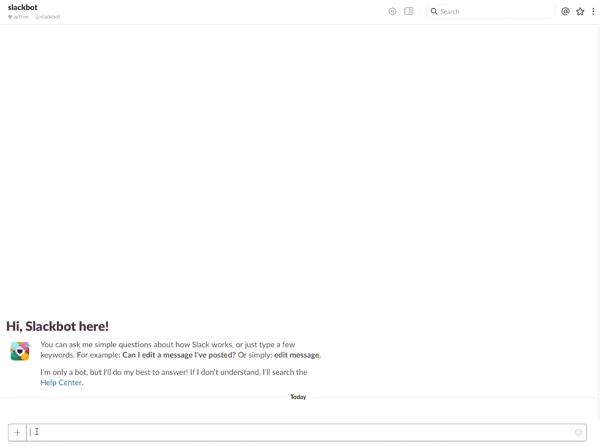 slackbot
active @slackbot
Search
Hi, Slackbot here!
You can ask me simple questions about how Slack works, or just type a few
keywords. For example: Can I edit a message I've posted? Or simply: edit message.
I'm only a bot, but I'll do my best to answer! If I don't understand, I'll search the
Help Center.
Today